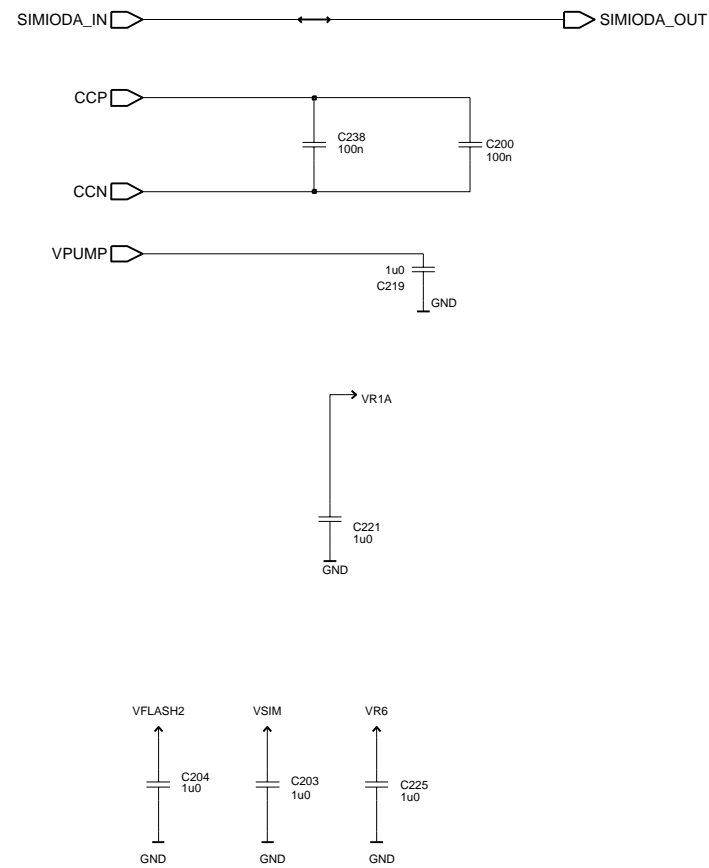 SIMIODA_IN
SIMIODA_OUT
CCP
C238
100n
C200
100n
CCN
VPUMP
1u0
C219
GND
VR1A
C221
1u0
GND
VFLASH2
VSIM
VR6
C204
1u0
C203
1u0
C225
1u0
GND
GND
GND